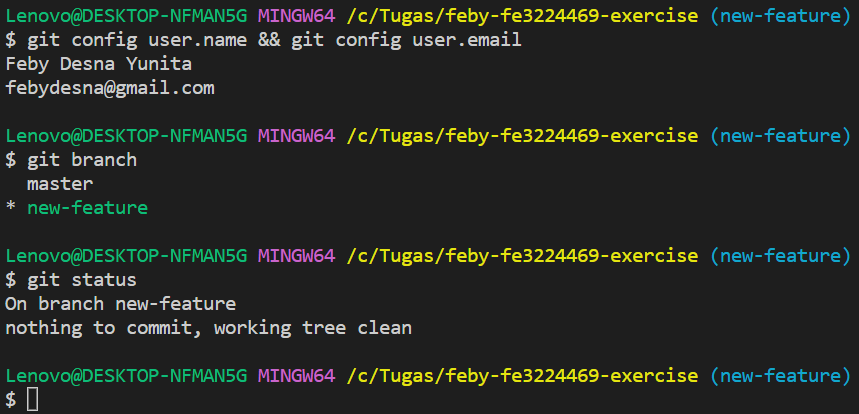 Lenovo@DESKTOP-NFMAN5G MINGW64 /c/Tugas/feby-fe3224469-exercise (new-feature)
$ git config user.name && git config user.email
Feby Desna Yunita
febydesna@gmail.com
Lenovo@DESKTOP-NFMAN5G MINGW64 /c/Tugas/feby-fe3224469-exercise (new-feature)
$ git branch
  master
* new-feature
Lenovo@DESKTOP-NFMAN5G MINGW64 /c/Tugas/feby-fe3224469-exercise (new-feature)
$ git status
On branch new-feature
nothing to commit, working tree clean
Lenovo@DESKTOP-NFMAN5G MINGW64 /c/Tugas/feby-fe3224469-exercise (new-feature)
$